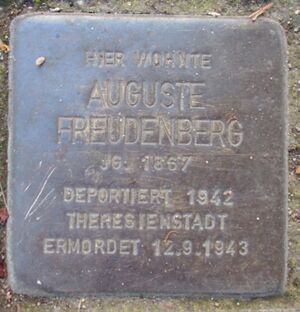 HIER WOHNTE
AUGUSTE
FREUDENBERG
JG. 1867
DEPORTIERT 1942
THERESIENSTADT
ERMORDET 12.9.1943